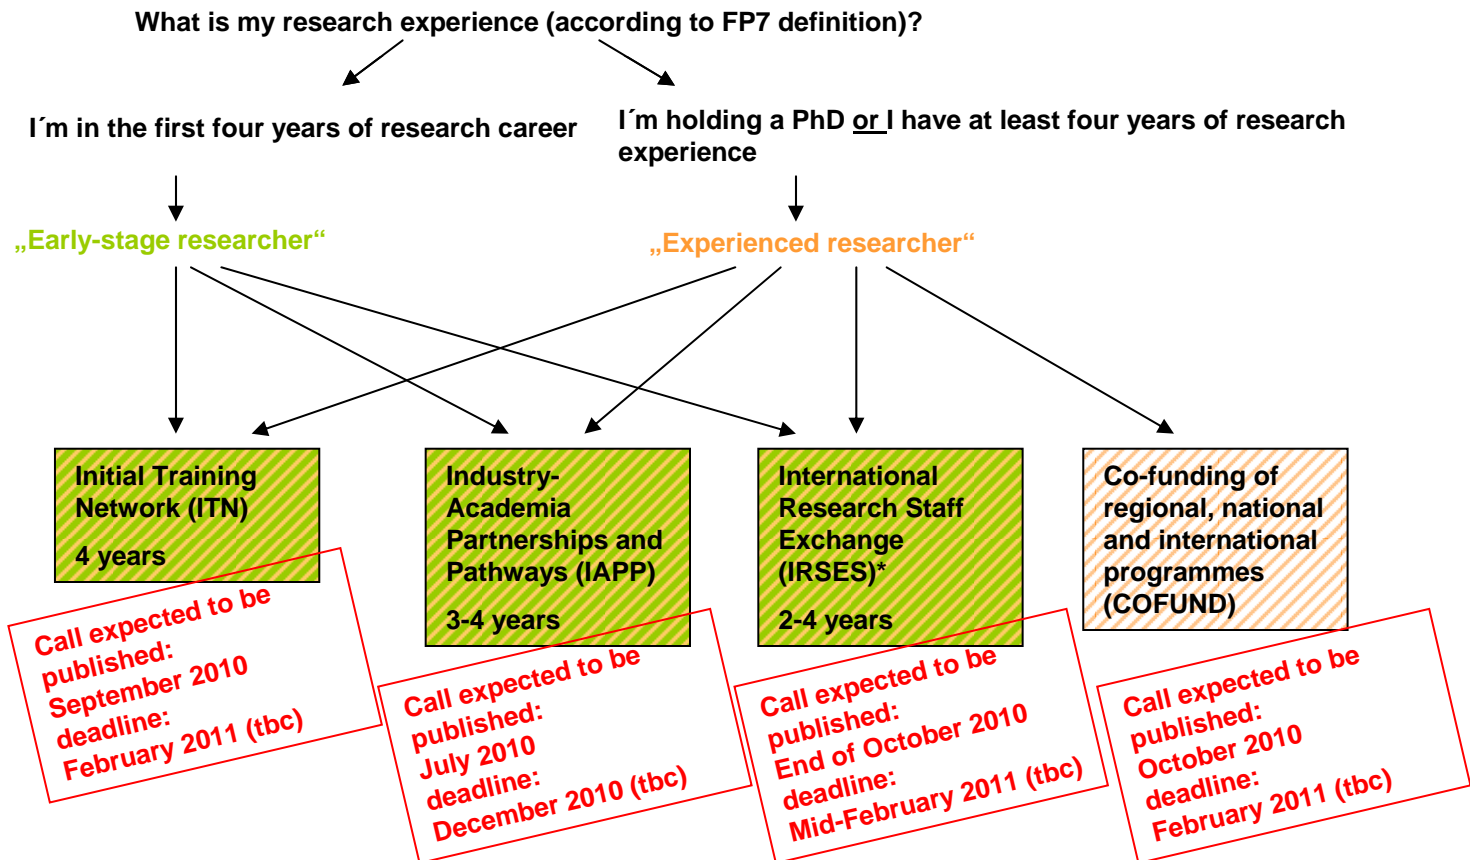 What is my research experience (according to FP7 definition)?
I´m in the first four years of research career
I´m holding a PhD or I have at least four years of research
experience
„Early-stage researcher“
„Experienced researcher“
Initial Training
Network (ITN)
4 years
Industry-
Academia
Partnerships and
Pathways (IAPP)
3-4 years
International
Research Staff
Exchange
(IRSES)*
2-4 years
Co-funding of
regional, national
and international
programmes
(COFUND)
Call expected to be
published:
September 2010
deadline:
February 2011 (tbc)
Call expected to be
published:
July 2010
deadline:
December 2010 (tbc)
Call expected to be
published:
End of October 2010
deadline:
Mid-February 2011 (tbc)
Call expected to be
published:
October 2010
deadline:
February 2011 (tbc)